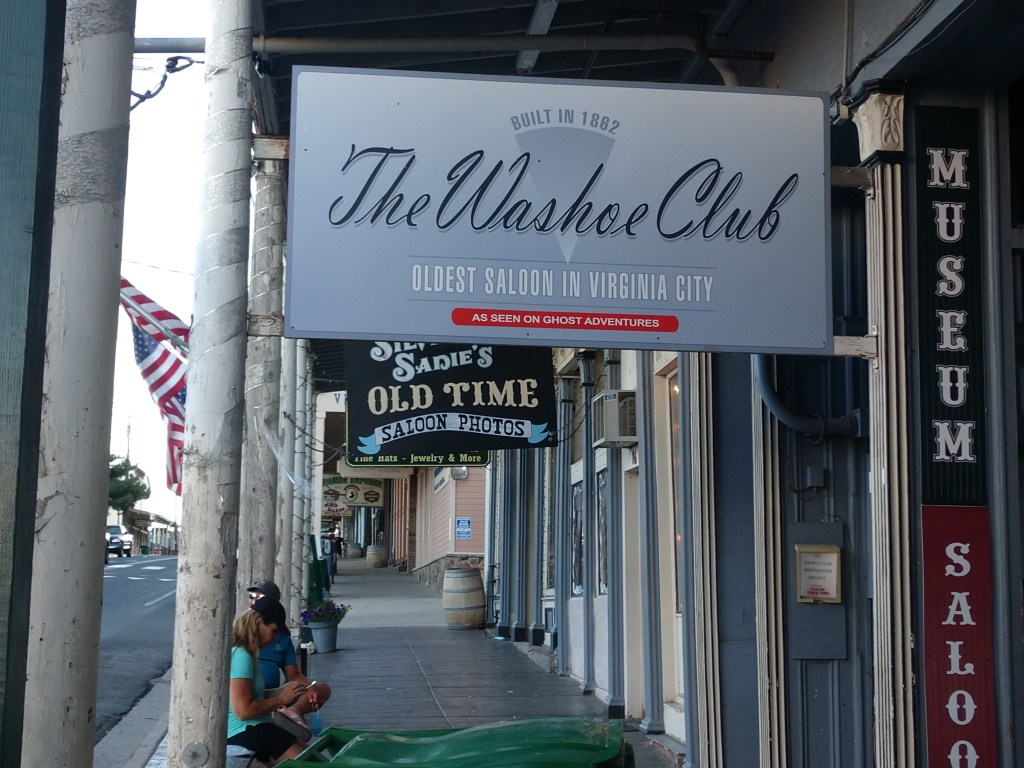 BUILT IN 1862
The Washoe Club
OLDEST SALOON IN VIRGINIA CITY
AS SEEN ON GHOST ADVENTURES
SADIE'S
OLD TIME
SALOON PHOTOS
Hats - Jewelry & More
MUSEUM
SALOO